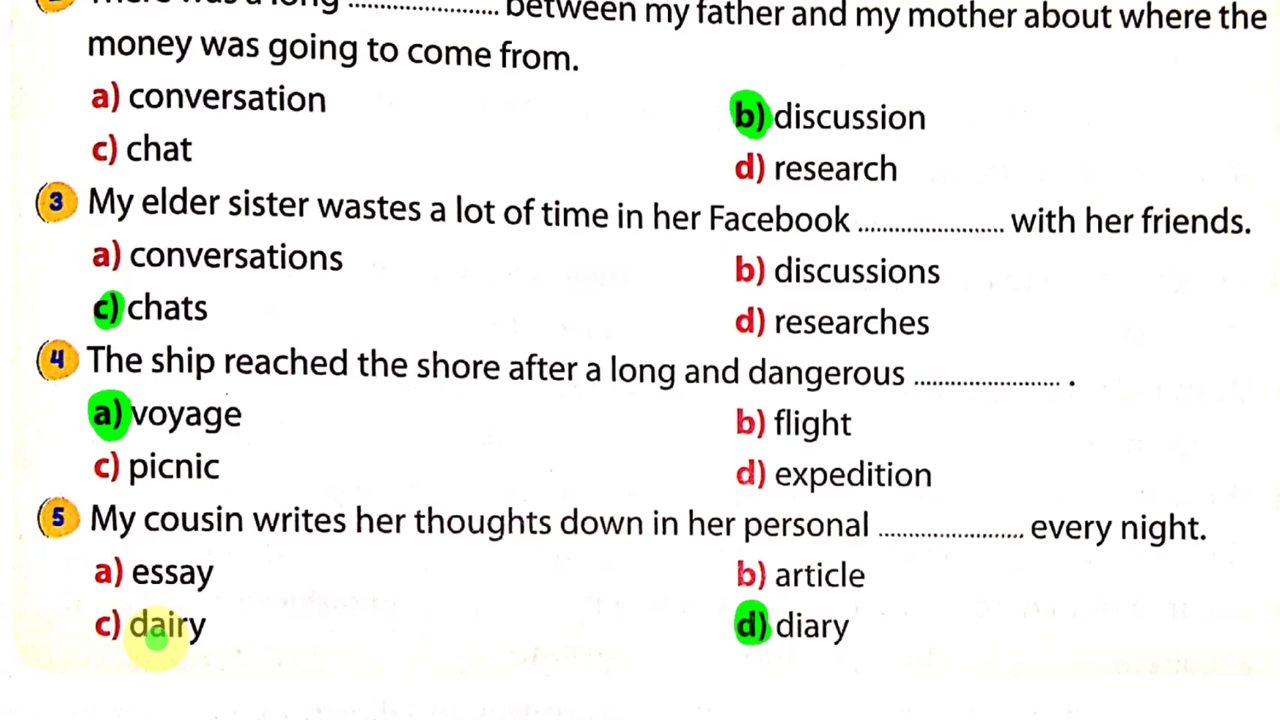 There was a long ........................ between my father and my mother about where the
money was going to come from.
a) conversation
b) discussion
c) chat
d) research
3 My elder sister wastes a lot of time in her Facebook ........................ with her friends.
a) conversations
b) discussions
c) chats
d) researches
4 The ship reached the shore after a long and dangerous ........................ .
a) voyage
b) flight
c) picnic
d) expedition
5 My cousin writes her thoughts down in her personal ........................ every night.
a) essay
b) article
c) dairy
d) diary